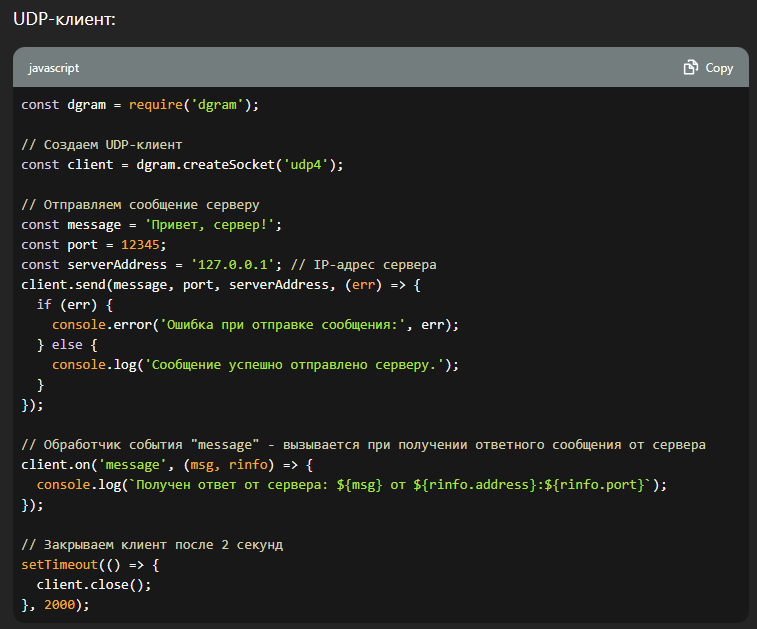 UDP-клиент:
javascript
Copy
const dgram = require('dgram');
// Создаем UDP-клиент
const client = dgram.createSocket('udp4');
// Отправляем сообщение серверу
const message = 'Привет, сервер!';
const port = 12345;
const serverAddress = '127.0.0.1'; // IP-адрес сервера
client.send(message, port, serverAddress, (err) => {
  if (err) {
    console.error('Ошибка при отправке сообщения:', err);
  } else {
    console.log('Сообщение успешно отправлено серверу.');
  }
});
// Обработчик события "message" - вызывается при получении ответного сообщения от сервера
client.on('message', (msg, rinfo) => {
  console.log(`Получен ответ от сервера: ${msg} от ${rinfo.address}:${rinfo.port}`);
});
// Закрываем клиент после 2 секунд
setTimeout(() => {
  client.close();
}, 2000);